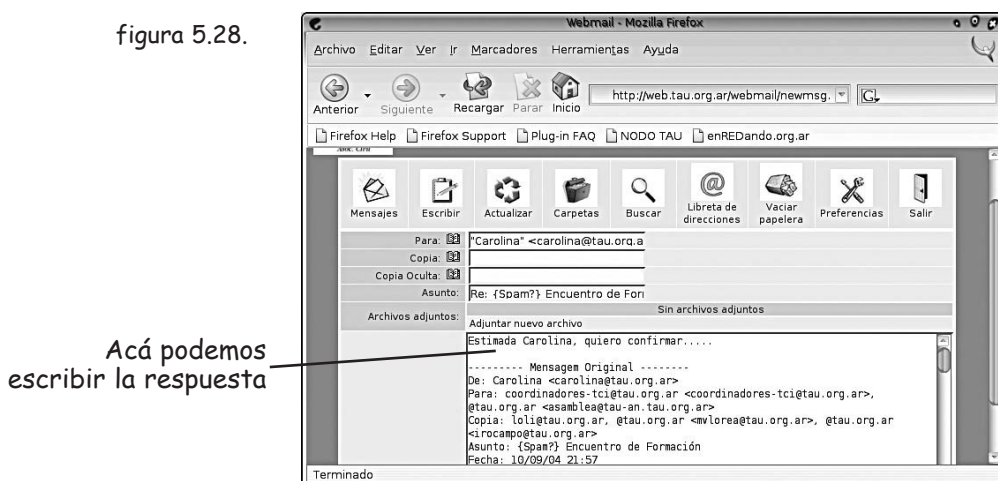 figura 5.28.
Webmail - Mozilla Firefox
Archivo Editar Ver Ir Marcadores Herramientas Ayuda
Anterior Siguiente Recargar Parar Inicio http://web.tau.org.ar/webmail/newmsg. G
Firefox Help Firefox Support Plug-in FAQ NODO TAU enREDando.org.ar
Mensajes Escribir Actualizar Carpetas Buscar Libreta de direcciones Vaciar papelera Preferencias Salir
Para: "Carolina" <carolina@tau.org.a
Copia:
Copia Oculta:
Asunto: Re: {Spam?} Encuentro de Fori
Archivos adjuntos: Sin archivos adjuntos
Adjuntar nuevo archivo
Estimada Carolina, quiero confirmar.....
--------- Mensagem Original --------
De: Carolina <carolina@tau.org.ar>
Para: coordinadores-tci@tau.org.ar <coordinadores-tci@tau.org.ar>,
@tau.org.ar <asamblea@tau-an.tau.org.ar>
Copia: loli@tau.org.ar, @tau.org.ar <mvlorea@tau.org.ar>, @tau.org.ar
<irocampo@tau.org.ar>
Asunto: {Spam?} Encuentro de Formación
Fecha: 10/09/04 21:57
Terminado
Acá podemos
escribir la respuesta